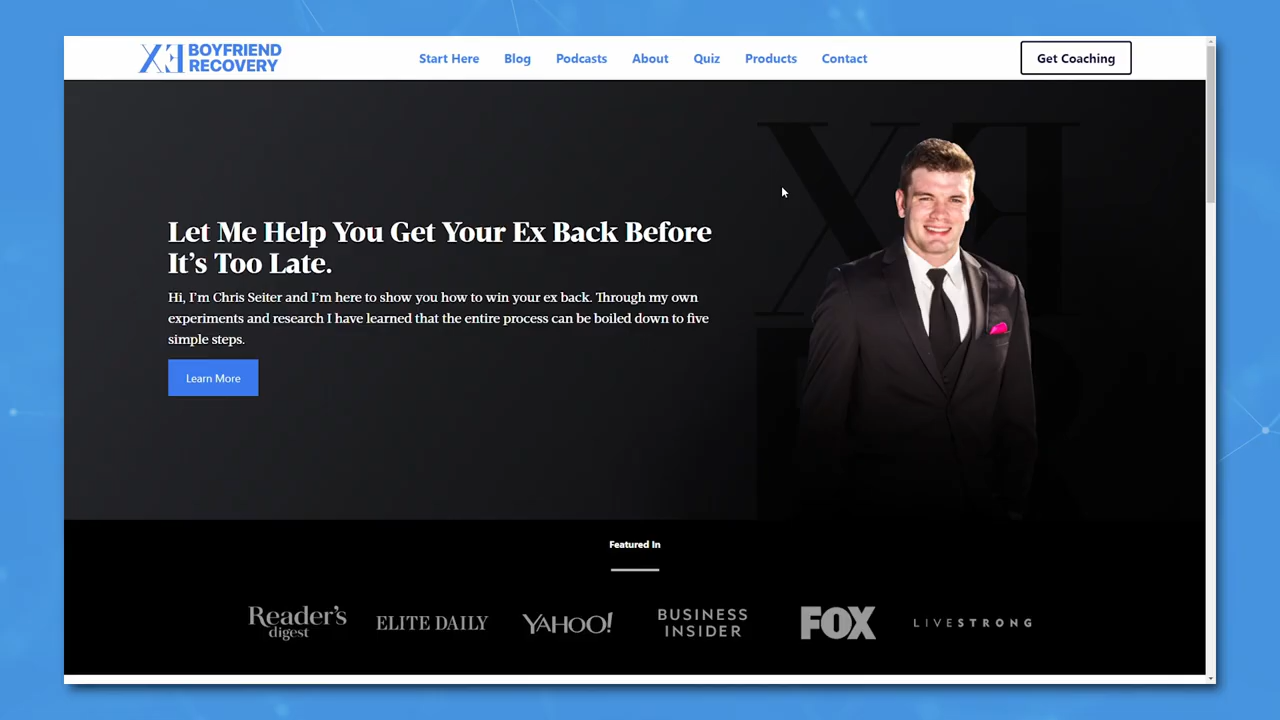 EX BOYFRIEND
RECOVERY
Start Here Blog Podcasts About Quiz Products Contact Get Coaching
Let Me Help You Get Your Ex Back Before
It's Too Late.
Hi, I'm Chris Seiter and I'm here to show you how to win your ex back. Through my own
experiments and research I have learned that the entire process can be boiled down to five
simple steps.
Learn More
Featured In
Reader's digest ELITE DAILY YAHOO! BUSINESS INSIDER FOX LIVESTRONG